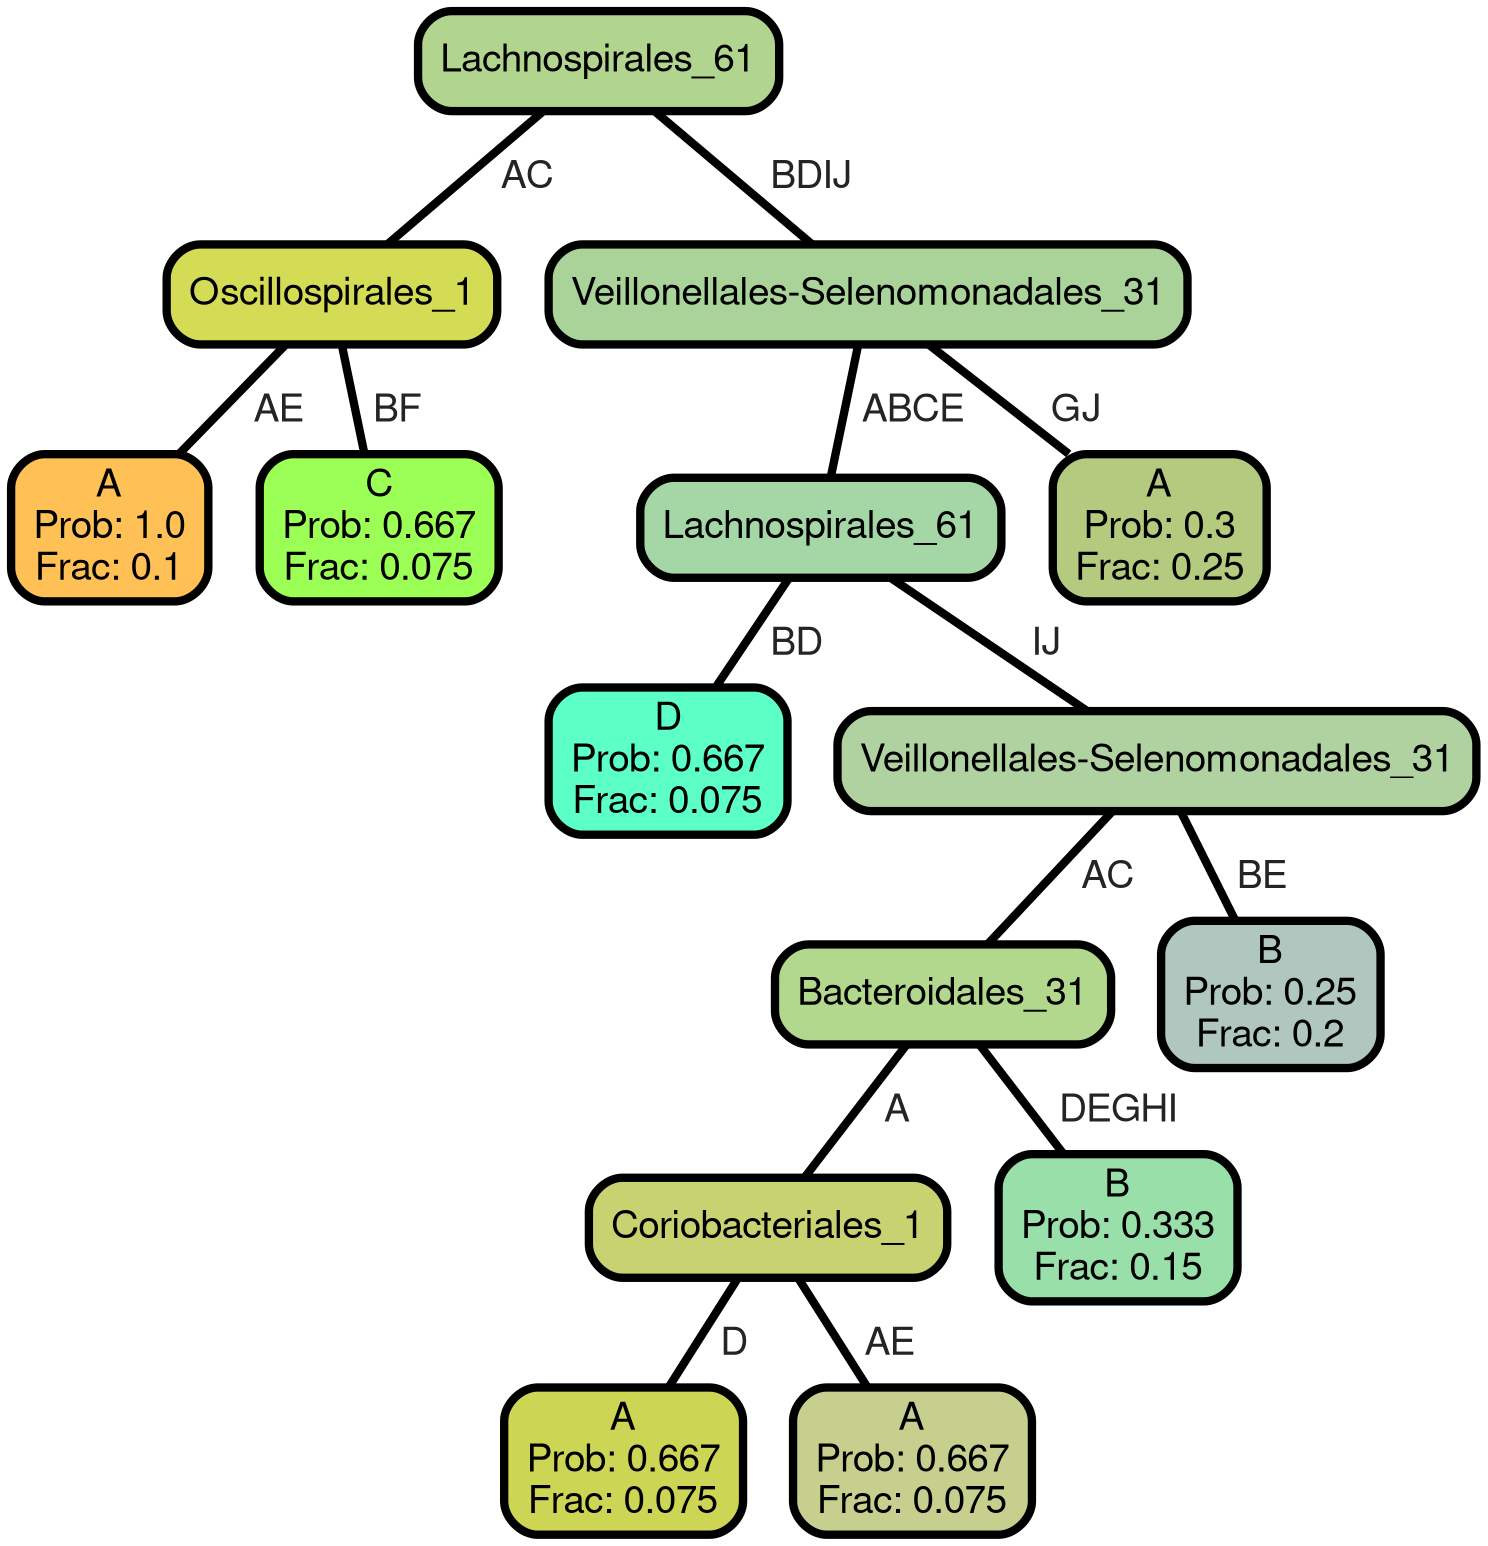 Lachnospirales_61
AC
BDIJ
Oscillospirales_1
Veillonellales-Selenomonadales_31
AE
BF
ABCE
GJ
A
Prob: 1.0
Frac: 0.1
C
Prob: 0.667
Frac: 0.075
Lachnospirales_61
A
Prob: 0.3
Frac: 0.25
BD
IJ
D
Prob: 0.667
Frac: 0.075
Veillonellales-Selenomonadales_31
AC
BE
Bacteroidales_31
B
Prob: 0.25
Frac: 0.2
A
DEGHI
Coriobacteriales_1
B
Prob: 0.333
Frac: 0.15
D
AE
A
Prob: 0.667
Frac: 0.075
A
Prob: 0.667
Frac: 0.075